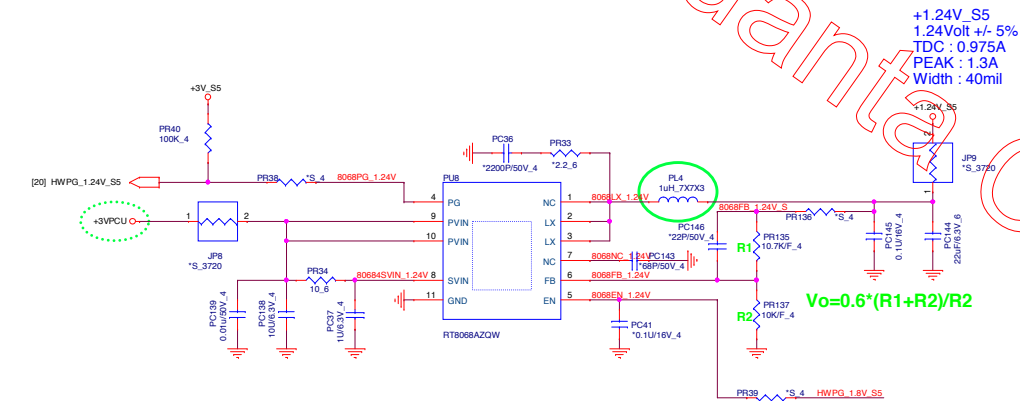 uanta
+1.24V_S5
1.24Volt +/- 5%
TDC : 0.975A
PEAK : 1.3A
Width : 40mil
+3V_S5
+1.24V_S5
PR40
100K_4
PC36
*2200P/50V_4
PR33
*2.2_6
2
JP9
*S_3720
1
[20] HWPG_1.24V_S5
PR38
*S_4
8068PG_1.24V
PU8
PL4
1uH_7X7X3
8068LX_1.24V
8068FB_1.24V_S
4
PG
NC
1
+3VPCU
1
2
JP8
*S_3720
9
PVIN
LX
2
10
PVIN
LX
3
PC146
*22P/50V_4
PR136
*S_4
R1
PR135
10.7K/F_4
PC145
0.1U/16V_4
PC144
22uF/6.3V_6
NC
7
8068NC_1.24V
PC143
*68P/50V_4
PR34
10_6
80684SVIN_1.24V
8
SVIN
FB
6
8068FB_1.24V
11
GND
EN
5
8068EN_1.24V
PC139
0.01u/50V_4
PC138
10U/6.3V_4
PC37
1U/6.3V_4
RT8068AZQW
PC41
*0.1U/16V_4
R2
PR137
10K/F_4
Vo=0.6*(R1+R2)/R2
PR39
*S_4
HWPG_1.8V_S5